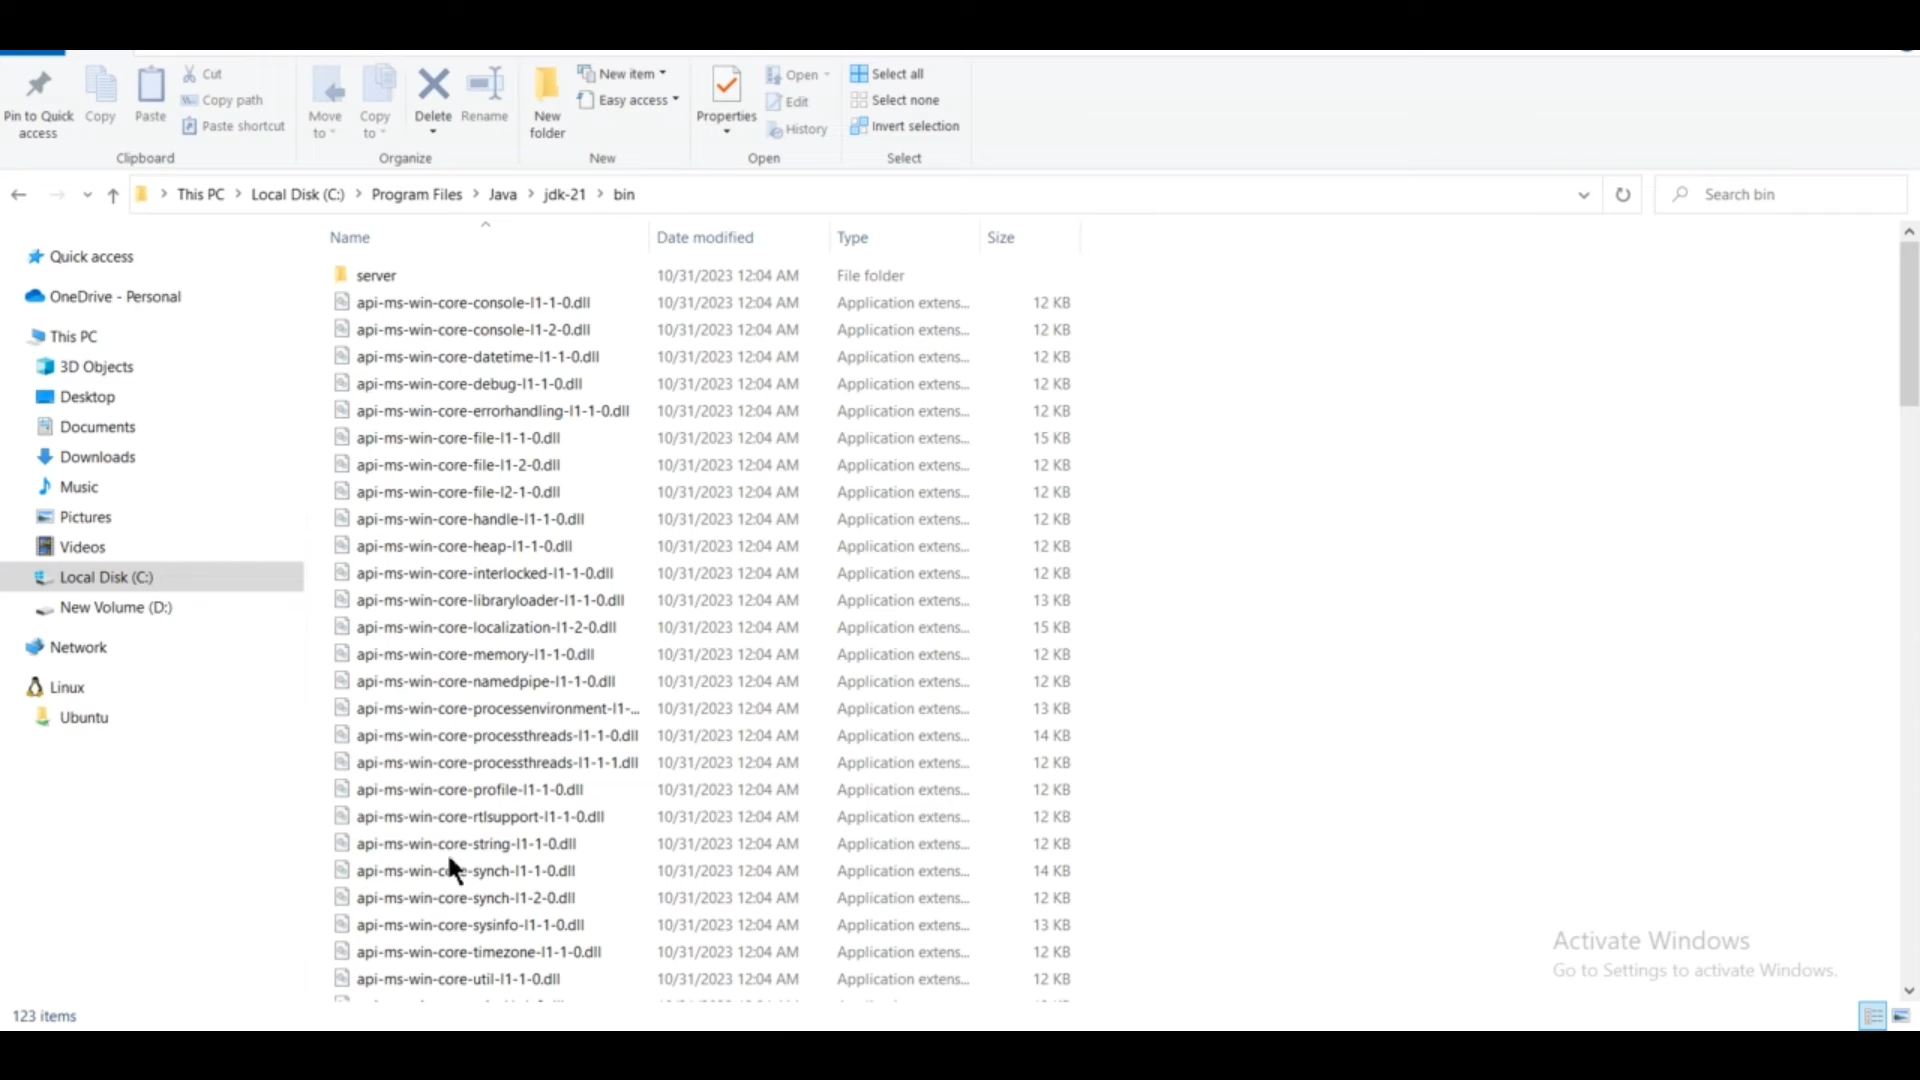 Pin to Quick access
Copy
Paste
Cut
Copy path
Paste shortcut
Clipboard
Move to
Copy to
Delete
Rename
Organize
New folder
New item
Easy access
New
Properties
Open
Edit
History
Open
Select all
Select none
Invert selection
Select
This PC > Local Disk (C:) > Program Files > Java > jdk-21 > bin
Search bin
Quick access
OneDrive - Personal
This PC
3D Objects
Desktop
Documents
Downloads
Music
Pictures
Videos
Local Disk (C:)
New Volume (D:)
Network
Linux
Ubuntu
Name Date modified Type Size
server 10/31/2023 12:04 AM File folder
api-ms-win-core-console-l1-1-0.dll 10/31/2023 12:04 AM Application extens... 12 KB
api-ms-win-core-console-l1-2-0.dll 10/31/2023 12:04 AM Application extens... 12 KB
api-ms-win-core-datetime-l1-1-0.dll 10/31/2023 12:04 AM Application extens... 12 KB
api-ms-win-core-debug-l1-1-0.dll 10/31/2023 12:04 AM Application extens... 12 KB
api-ms-win-core-errorhandling-l1-1-0.dll 10/31/2023 12:04 AM Application extens... 12 KB
api-ms-win-core-file-l1-1-0.dll 10/31/2023 12:04 AM Application extens... 15 KB
api-ms-win-core-file-l1-2-0.dll 10/31/2023 12:04 AM Application extens... 12 KB
api-ms-win-core-file-l2-1-0.dll 10/31/2023 12:04 AM Application extens... 12 KB
api-ms-win-core-handle-l1-1-0.dll 10/31/2023 12:04 AM Application extens... 12 KB
api-ms-win-core-heap-l1-1-0.dll 10/31/2023 12:04 AM Application extens... 12 KB
api-ms-win-core-interlocked-l1-1-0.dll 10/31/2023 12:04 AM Application extens... 12 KB
api-ms-win-core-libraryloader-l1-1-0.dll 10/31/2023 12:04 AM Application extens... 13 KB
api-ms-win-core-localization-l1-2-0.dll 10/31/2023 12:04 AM Application extens... 15 KB
api-ms-win-core-memory-l1-1-0.dll 10/31/2023 12:04 AM Application extens... 12 KB
api-ms-win-core-namedpipe-l1-1-0.dll 10/31/2023 12:04 AM Application extens... 12 KB
api-ms-win-core-processenvironment-l1-... 10/31/2023 12:04 AM Application extens... 13 KB
api-ms-win-core-processthreads-l1-1-0.dll 10/31/2023 12:04 AM Application extens... 14 KB
api-ms-win-core-processthreads-l1-1-1.dll 10/31/2023 12:04 AM Application extens... 12 KB
api-ms-win-core-profile-l1-1-0.dll 10/31/2023 12:04 AM Application extens... 12 KB
api-ms-win-core-rtlsupport-l1-1-0.dll 10/31/2023 12:04 AM Application extens... 12 KB
api-ms-win-core-string-l1-1-0.dll 10/31/2023 12:04 AM Application extens... 12 KB
api-ms-win-core-synch-l1-1-0.dll 10/31/2023 12:04 AM Application extens... 14 KB
api-ms-win-core-synch-l1-2-0.dll 10/31/2023 12:04 AM Application extens... 12 KB
api-ms-win-core-sysinfo-l1-1-0.dll 10/31/2023 12:04 AM Application extens... 13 KB
api-ms-win-core-timezone-l1-1-0.dll 10/31/2023 12:04 AM Application extens... 12 KB
api-ms-win-core-util-l1-1-0.dll 10/31/2023 12:04 AM Application extens... 12 KB
Activate Windows
Go to Settings to activate Windows.
123 items